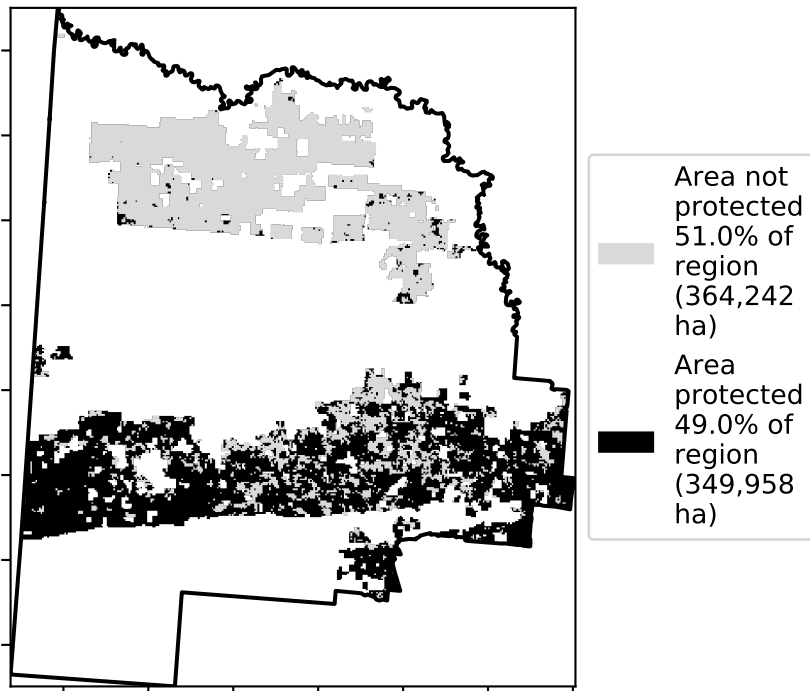 Area not
protected
51.0% of
region
(364,242
ha)
Area
protected
49.0% of
region
(349,958
ha)